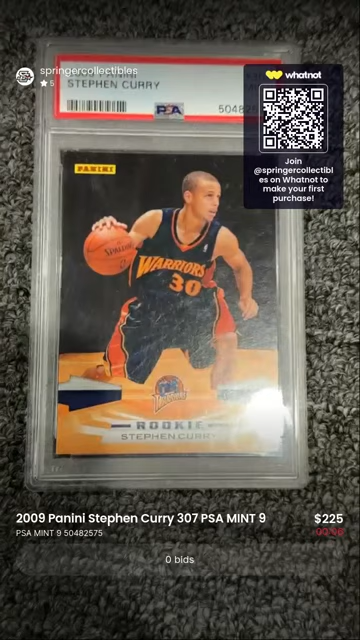 springercollectibles
★ 5
STEPHEN CURRY
PSA
whatnot
Join
@springercollectibl
es on Whatnot to
make your first
purchase!
PANINI
SPALDING
WARRIORS
30
ROOKIE
STEPHEN CURRY
2009 Panini Stephen Curry 307 PSA MINT 9
$225
PSA MINT 9 50482575
0 bids